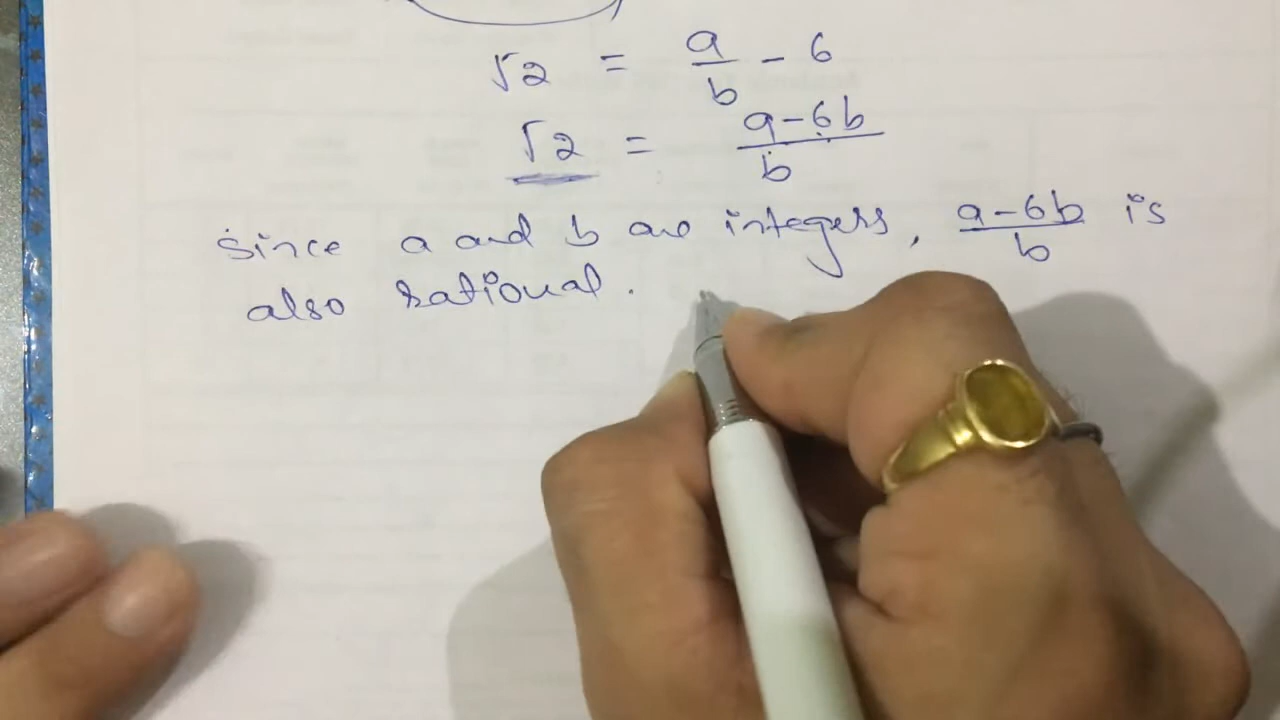 √2 = a/b - 6
√2 = (a-6b)/b
Since a and b are integers, (a-6b)/b is
also rational.